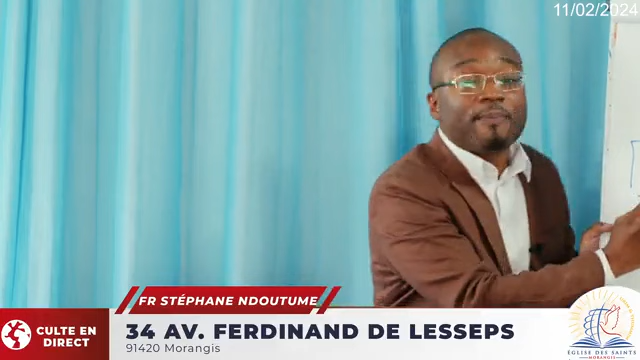 11/02/2024
FR STÉPHANE NDOUTUME
CULTE EN
DIRECT
34 AV. FERDINAND DE LESSEPS
91420 Morangis
ÉGLISE DES SAINTS
MORANGIS